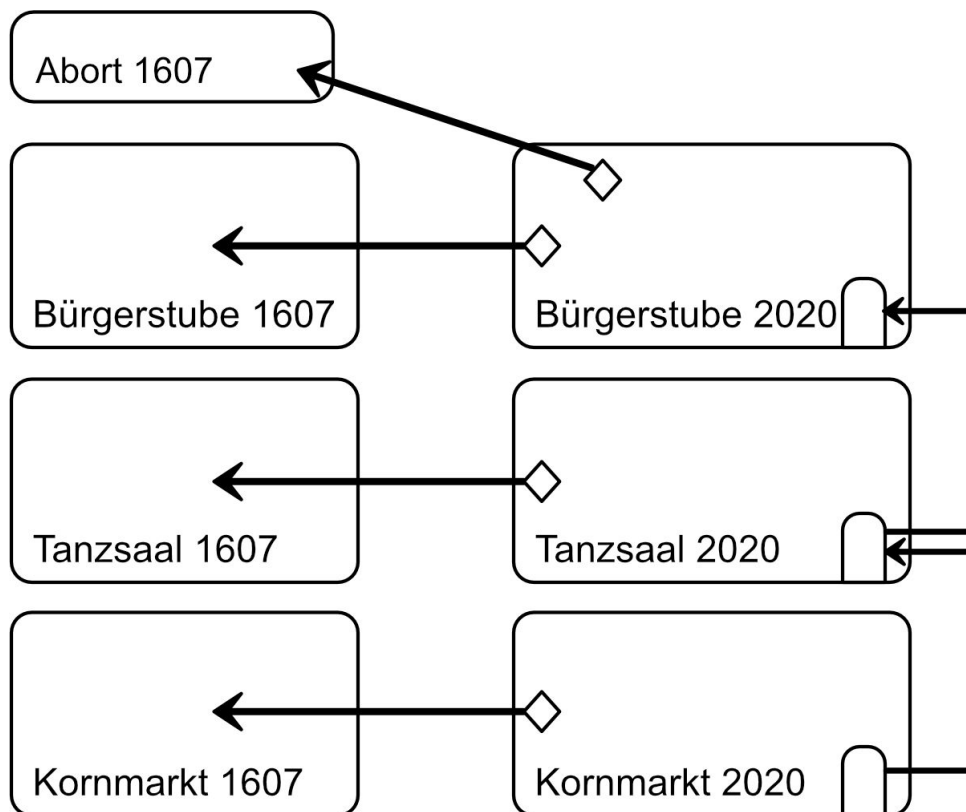 Abort 1607
Bürgerstube 1607
Bürgerstube 2020
Tanzsaal 1607
Tanzsaal 2020
Kornmarkt 1607
Kornmarkt 2020